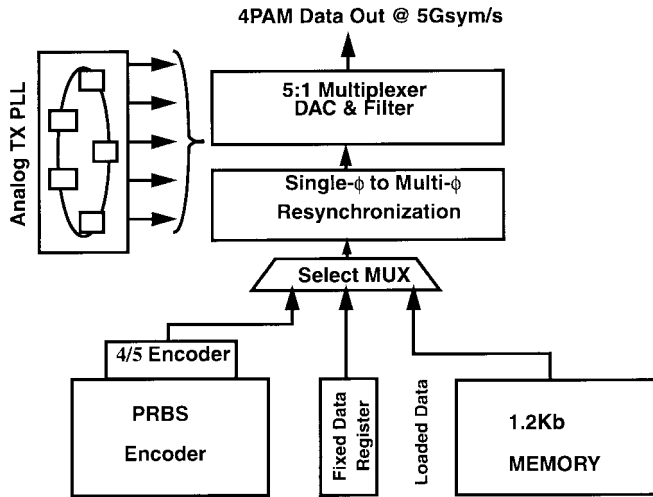 4PAM Data Out @ 5Gsym/s
Analog TX PLL
5:1 Multiplexer
DAC & Filter
Single-ϕ to Multi-ϕ
Resynchronization
Select MUX
4/5 Encoder
PRBS
Encoder
Fixed Data
Register
Loaded Data
1.2Kb
MEMORY